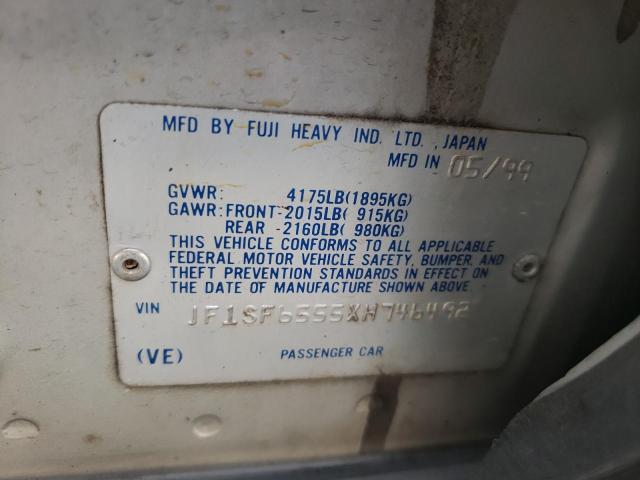 MFD BY FUJI HEAVY IND. LTD., JAPAN
MFD IN 05/99
GVWR: 4175LB(1895KG)
GAWR: FRONT-2015LB( 915KG)
REAR -2160LB( 980KG)
THIS VEHICLE CONFORMS TO ALL APPLICABLE
FEDERAL MOTOR VEHICLE SAFETY, BUMPER, AND
THEFT PREVENTION STANDARDS IN EFFECT ON
THE DATE OF MANUFACTURE SHOWN ABOVE.
VIN JF1SF6555XH746492
(VE) PASSENGER CAR